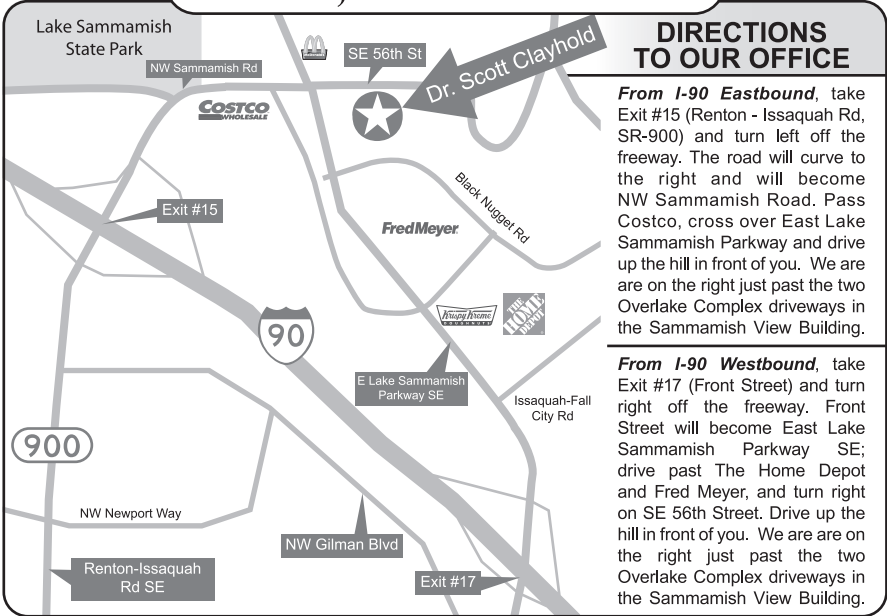 Lake Sammamish
State Park
NW Sammamish Rd
COSTCO
WHOLESALE
SE 56th St
Dr. Scott Clayhold
Exit #15
FredMeyer
Black Nugget Rd
90
Krispy Kreme
DOUGHNUTS
THE
HOME
DEPOT
E Lake Sammamish
Parkway SE
Issaquah-Fall
City Rd
900
NW Newport Way
NW Gilman Blvd
Renton-Issaquah
Rd SE
Exit #17
DIRECTIONS
TO OUR OFFICE
From I-90 Eastbound, take
Exit #15 (Renton - Issaquah Rd,
SR-900) and turn left off the
freeway. The road will curve to
the right and will become
NW Sammamish Road. Pass
Costco, cross over East Lake
Sammamish Parkway and drive
up the hill in front of you. We are
are on the right just past the two
Overlake Complex driveways in
the Sammamish View Building.
From I-90 Westbound, take
Exit #17 (Front Street) and turn
right off the freeway. Front
Street will become East Lake
Sammamish Parkway SE;
drive past The Home Depot
and Fred Meyer, and turn right
on SE 56th Street. Drive up the
hill in front of you. We are are on
the right just past the two
Overlake Complex driveways in
the Sammamish View Building.